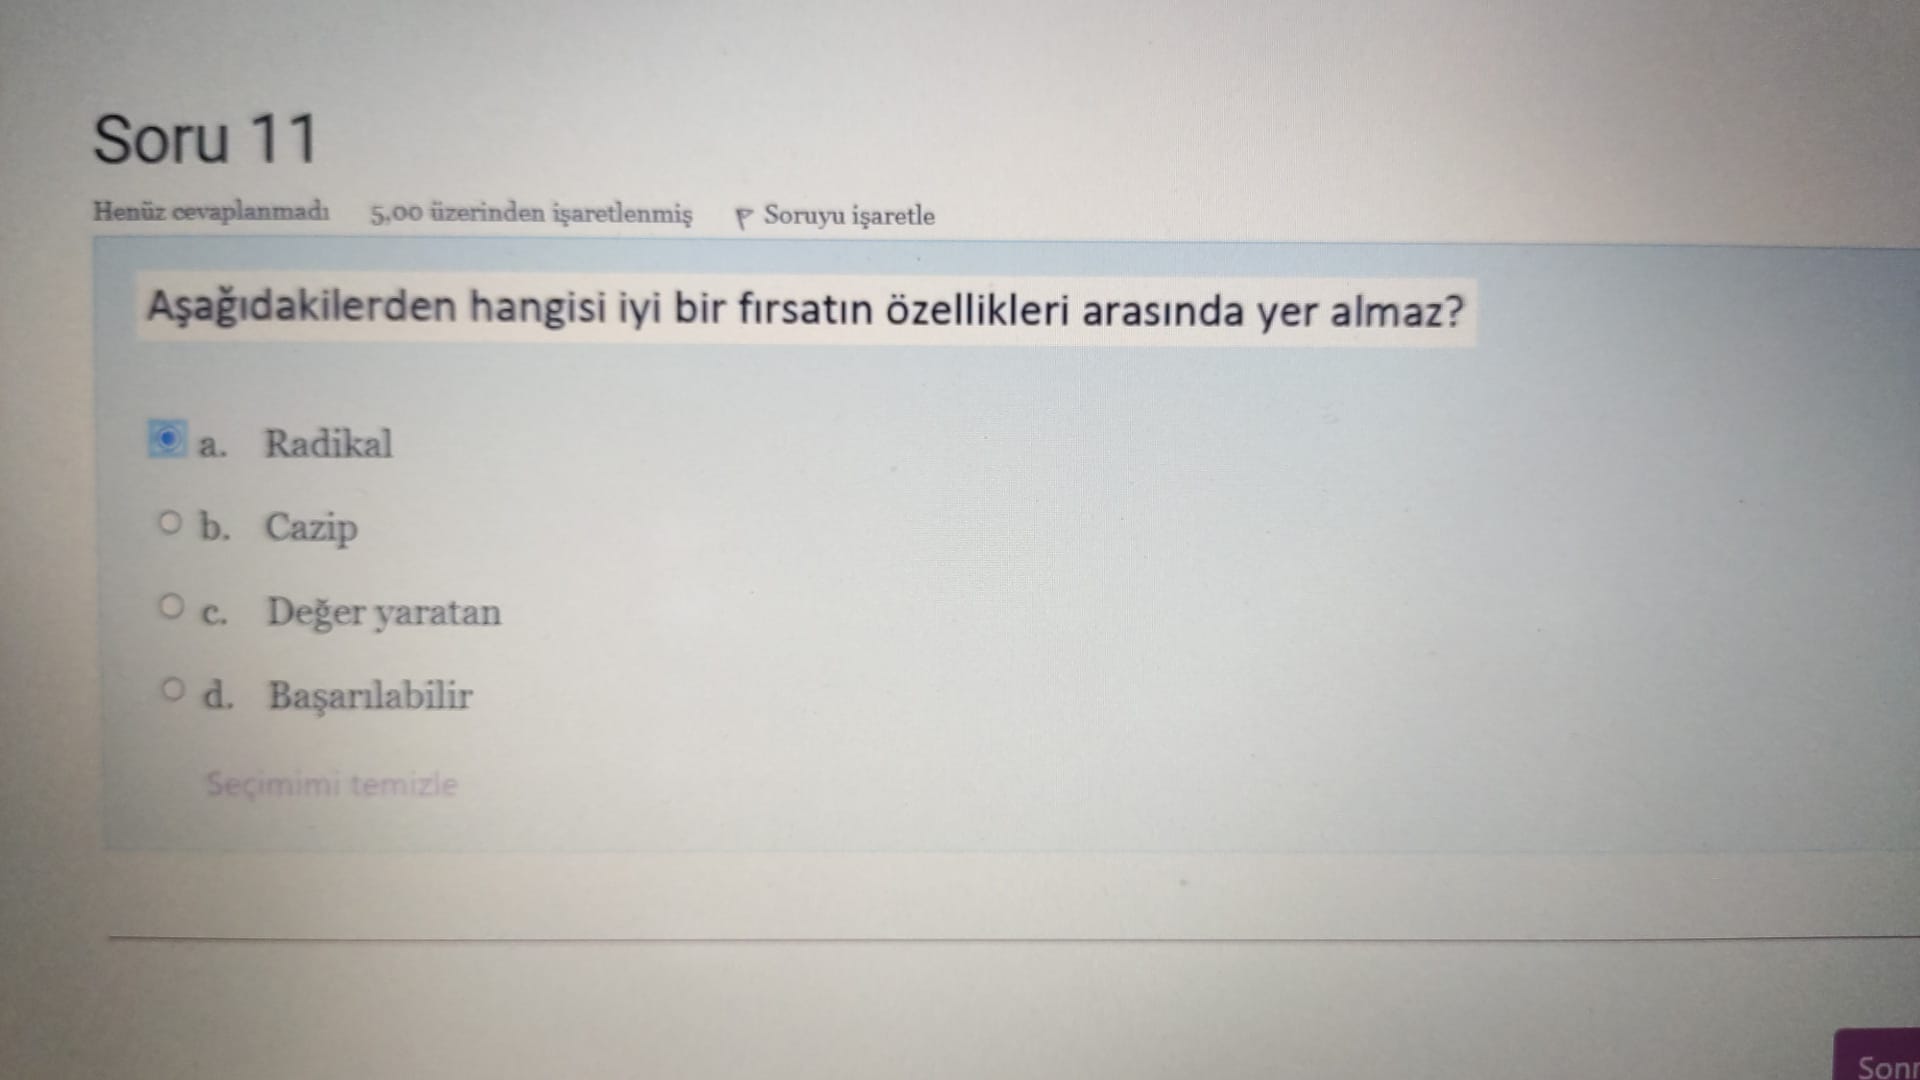 Soru 11
Henüz cevaplanmadı 5,00 üzerinden işaretlenmiş Soruyu işaretle
Aşağıdakilerden hangisi iyi bir fırsatın özellikleri arasında yer almaz?
a. Radikal
b. Cazip
c. Değer yaratan
d. Başarılabilir
Seçimimi temizle